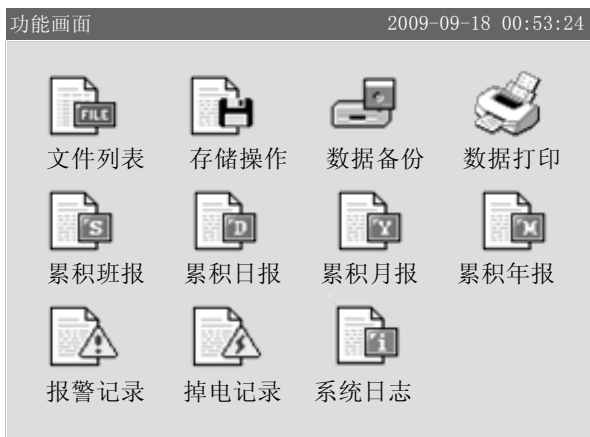 功能画面 2009-09-18 00:53:24
FILE
文件列表 存储操作 数据备份 数据打印
S D Y M
累积班报 累积日报 累积月报 累积年报
i
报警记录 掉电记录 系统日志